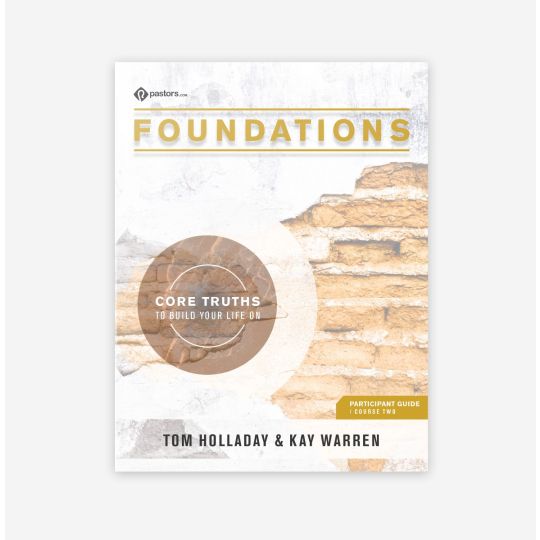 pastors.com
FOUNDATIONS
CORE TRUTHS
TO BUILD YOUR LIFE ON
PARTICIPANT GUIDE
/ COURSE TWO
TOM HOLLADAY & KAY WARREN